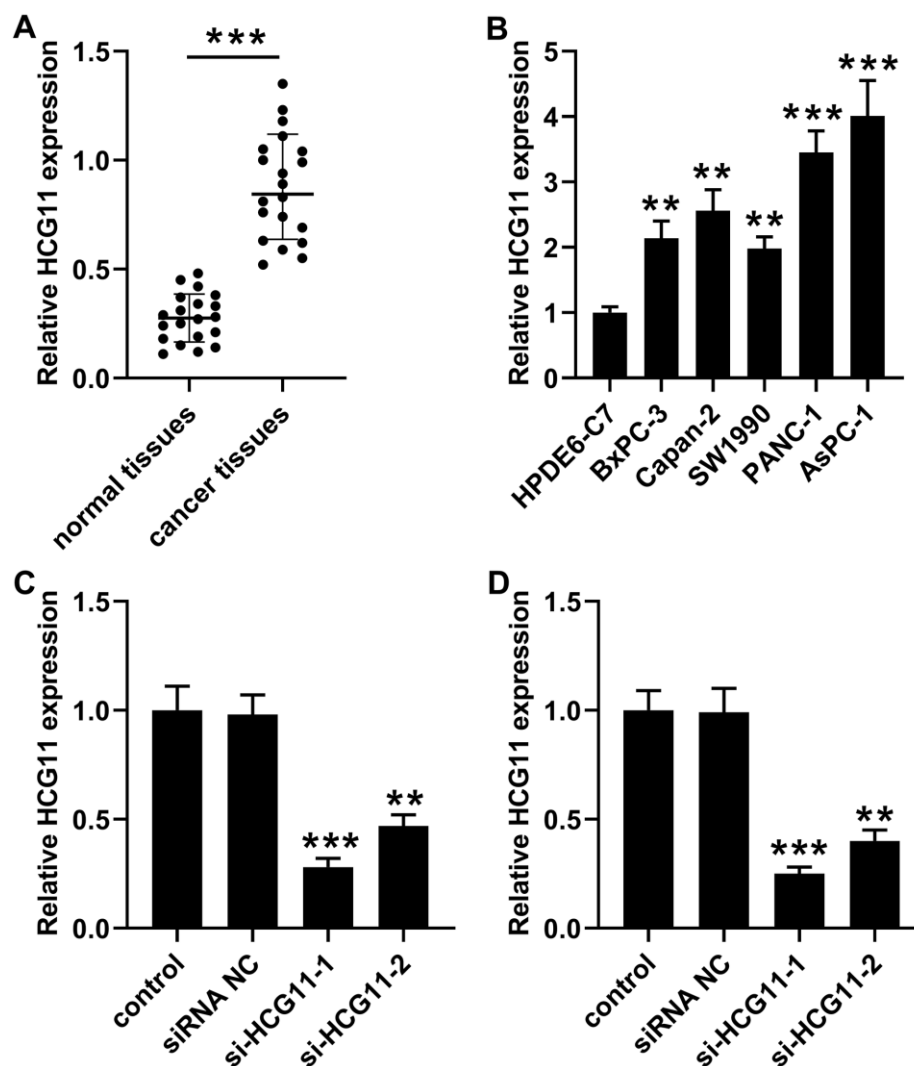 A
Relative HCG11 expression
1.5
1.0
0.5
0.0
***
normal tissues
cancer tissues
B
Relative HCG11 expression
5
4
3
2
1
0
**
**
**
***
***
HPDE6-C7
BxPC-3
Capan-2
SW1990
PANC-1
AsPC-1
C
Relative HCG11 expression
1.5
1.0
0.5
0.0
***
**
control
siRNA NC
si-HCG11-1
si-HCG11-2
D
Relative HCG11 expression
1.5
1.0
0.5
0.0
***
**
control
siRNA NC
si-HCG11-1
si-HCG11-2